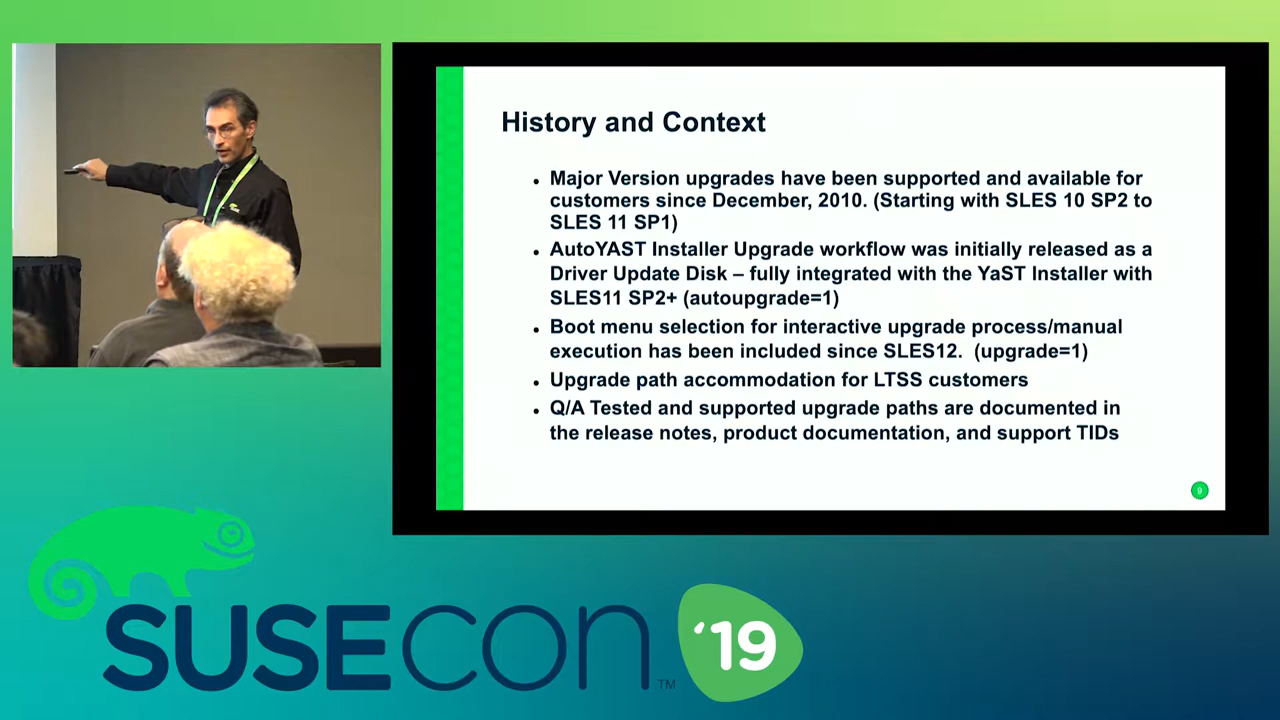 History and Context
• Major Version upgrades have been supported and available for
customers since December, 2010. (Starting with SLES 10 SP2 to
SLES 11 SP1)
• AutoYAST Installer Upgrade workflow was initially released as a
Driver Update Disk – fully integrated with the YaST Installer with
SLES11 SP2+ (autoupgrade=1)
• Boot menu selection for interactive upgrade process/manual
execution has been included since SLES12. (upgrade=1)
• Upgrade path accommodation for LTSS customers
• Q/A Tested and supported upgrade paths are documented in
the release notes, product documentation, and support TIDs
9
SUSECON ™ '19